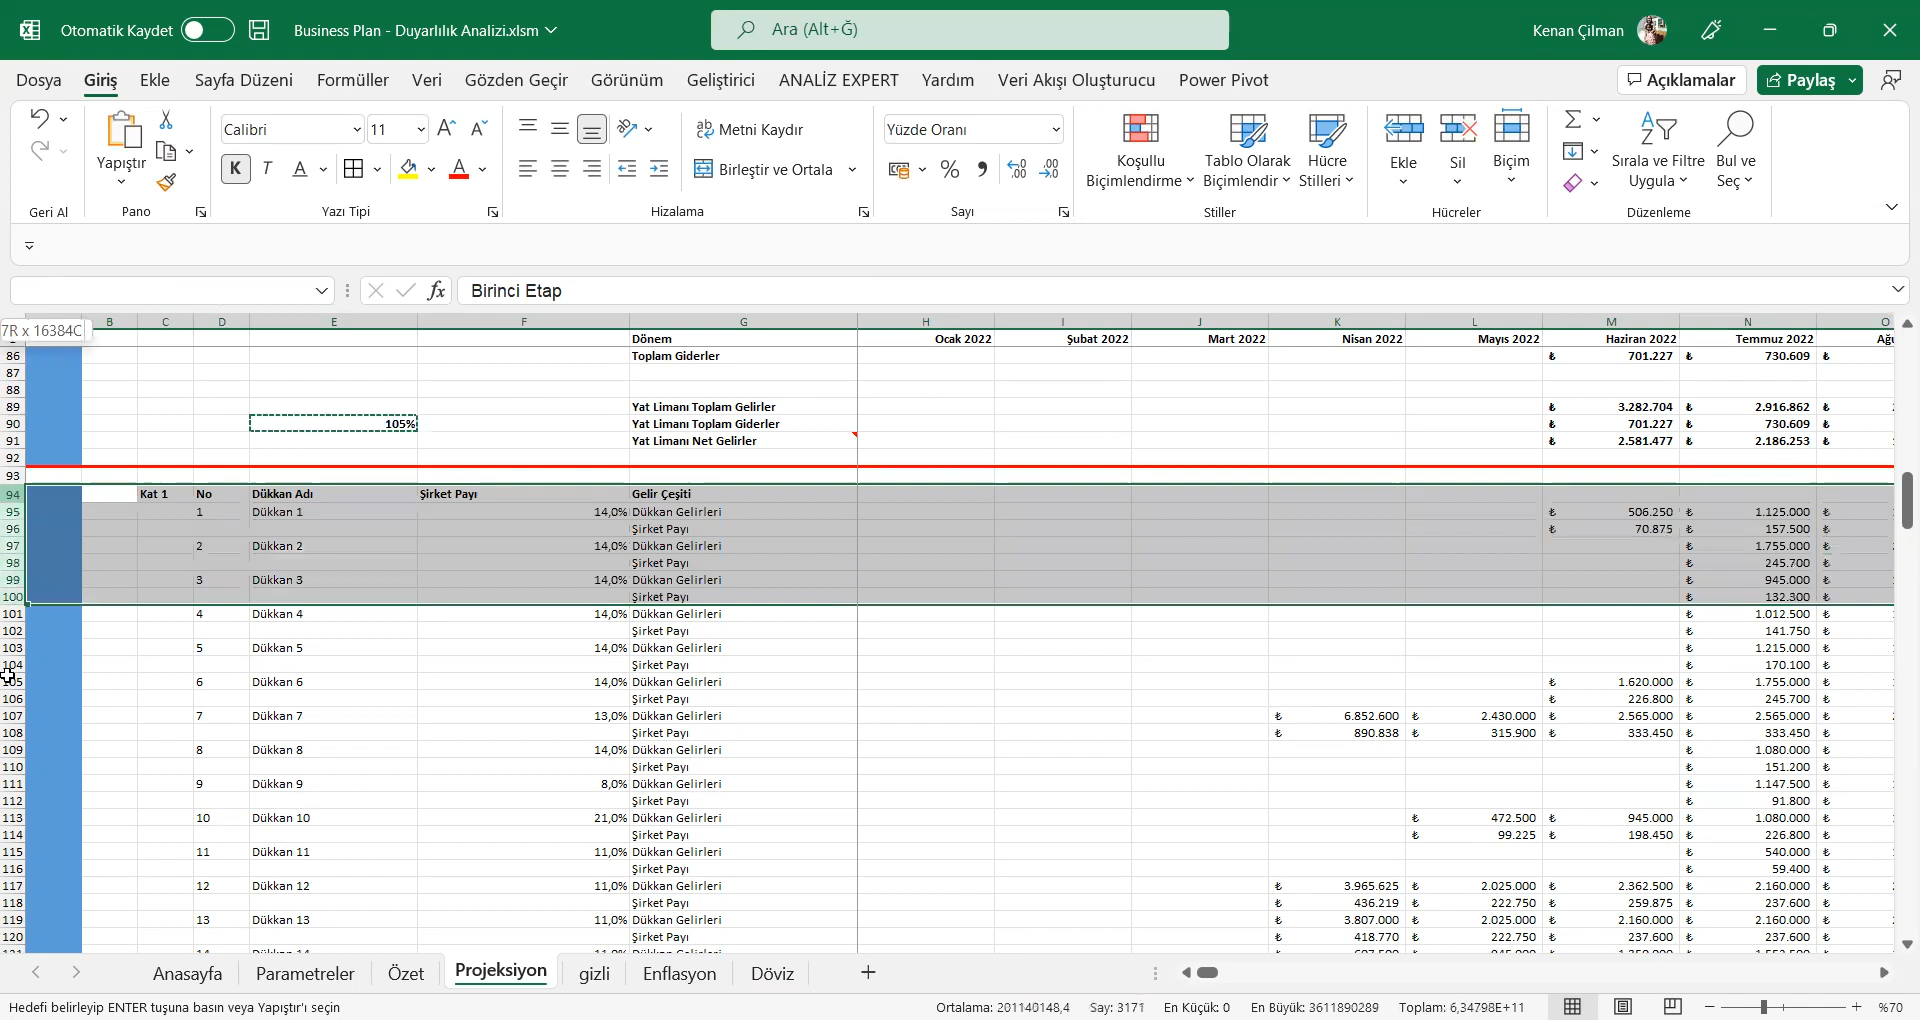 Otomatik Kaydet Business Plan - Duyarlılık Analizi.xlsm Ara (Alt+Ğ) Kenan Çilman
Dosya Giriş Ekle Sayfa Düzeni Formüller Veri Gözden Geçir Görünüm Geliştirici ANALİZ EXPERT Yardım Veri Akışı Oluşturucu Power Pivot Açıklamalar Paylaş
Yapıştır Calibri 11 Metni Kaydır Yüzde Oranı
K T A Birleştir ve Ortala %
Koşullu Biçimlendirme Tablo Olarak Biçimlendir Hücre Stilleri Ekle Sil Biçim Sırala ve Filtre Uygula Bul ve Seç
Geri Al Pano Yazı Tipi Hizalama Sayı Stiller Hücreler Düzenleme
fx Birinci Etap
7R x 16384C
B C D E F G H I J K L M N O
Dönem Ocak 2022 Şubat 2022 Mart 2022 Nisan 2022 Mayıs 2022 Haziran 2022 Temmuz 2022
86 Toplam Giderler ₺ 701.227 ₺ 730.609 ₺
87
88
89 Yat Limanı Toplam Gelirler ₺ 3.282.704 ₺ 2.916.862 ₺
90 105% Yat Limanı Toplam Giderler ₺ 701.227 ₺ 730.609 ₺
91 Yat Limanı Net Gelirler ₺ 2.581.477 ₺ 2.186.253 ₺
92
93
94 Kat 1 No Dükkan Adı Şirket Payı Gelir Çeşiti
95 1 Dükkan 1 14,0% Dükkan Gelirleri ₺ 506.250 ₺ 1.125.000 ₺
96 Şirket Payı ₺ 70.875 ₺ 157.500 ₺
97 2 Dükkan 2 14,0% Dükkan Gelirleri ₺ 1.755.000 ₺
98 Şirket Payı ₺ 245.700 ₺
99 3 Dükkan 3 14,0% Dükkan Gelirleri ₺ 945.000 ₺
100 Şirket Payı ₺ 132.300 ₺
101 4 Dükkan 4 14,0% Dükkan Gelirleri ₺ 1.012.500 ₺
102 Şirket Payı ₺ 141.750 ₺
103 5 Dükkan 5 14,0% Dükkan Gelirleri ₺ 1.215.000 ₺
104 Şirket Payı ₺ 170.100 ₺
105 6 Dükkan 6 14,0% Dükkan Gelirleri ₺ 1.620.000 ₺ 1.755.000 ₺
106 Şirket Payı ₺ 226.800 ₺ 245.700 ₺
107 7 Dükkan 7 13,0% Dükkan Gelirleri ₺ 6.852.600 ₺ 2.430.000 ₺ 2.565.000 ₺ 2.565.000 ₺
108 Şirket Payı ₺ 890.838 ₺ 315.900 ₺ 333.450 ₺ 333.450 ₺
109 8 Dükkan 8 14,0% Dükkan Gelirleri ₺ 1.080.000 ₺
110 Şirket Payı ₺ 151.200 ₺
111 9 Dükkan 9 8,0% Dükkan Gelirleri ₺ 1.147.500 ₺
112 Şirket Payı ₺ 91.800 ₺
113 10 Dükkan 10 21,0% Dükkan Gelirleri ₺ 472.500 ₺ 945.000 ₺ 1.080.000 ₺
114 Şirket Payı ₺ 99.225 ₺ 198.450 ₺ 226.800 ₺
115 11 Dükkan 11 11,0% Dükkan Gelirleri ₺ 540.000 ₺
116 Şirket Payı ₺ 59.400 ₺
117 12 Dükkan 12 11,0% Dükkan Gelirleri ₺ 3.965.625 ₺ 2.025.000 ₺ 2.362.500 ₺ 2.160.000 ₺
118 Şirket Payı ₺ 436.219 ₺ 222.750 ₺ 259.875 ₺ 237.600 ₺
119 13 Dükkan 13 11,0% Dükkan Gelirleri ₺ 3.807.000 ₺ 2.025.000 ₺ 2.160.000 ₺ 2.160.000 ₺
120 Şirket Payı ₺ 418.770 ₺ 222.750 ₺ 237.600 ₺ 237.600 ₺
Anasayfa Parametreler Özet Projeksiyon gizli Enflasyon Döviz
Hedefi belirleyip ENTER tuşuna basın veya Yapıştır'ı seçin Ortalama: 201140148,4 Say: 3171 En Küçük: 0 En Büyük: 3611890289 Toplam: 6,34798E+11 %70